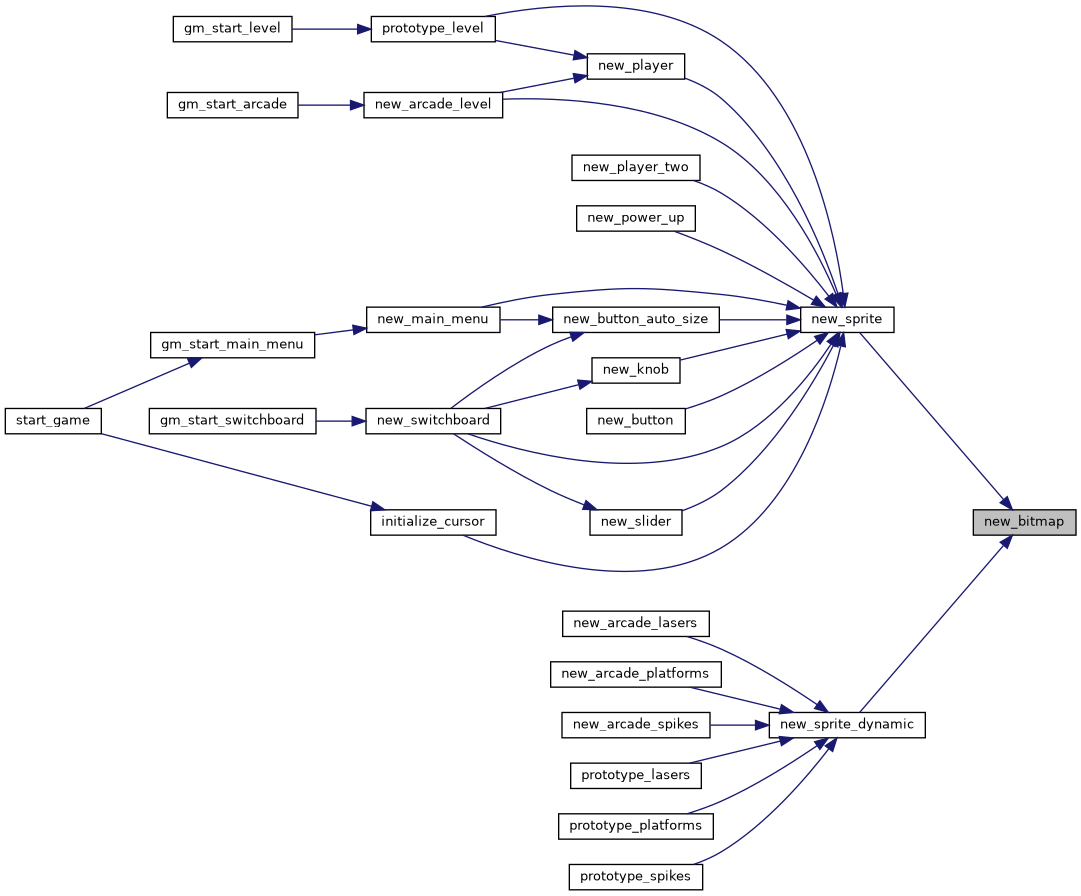 gm_start_level
prototype_level
new_player
gm_start_arcade
new_arcade_level
new_player_two
new_power_up
new_main_menu
new_button_auto_size
new_sprite
gm_start_main_menu
new_knob
start_game
gm_start_switchboard
new_switchboard
new_button
initialize_cursor
new_slider
new_bitmap
new_arcade_lasers
new_arcade_platforms
new_arcade_spikes
new_sprite_dynamic
prototype_lasers
prototype_platforms
prototype_spikes